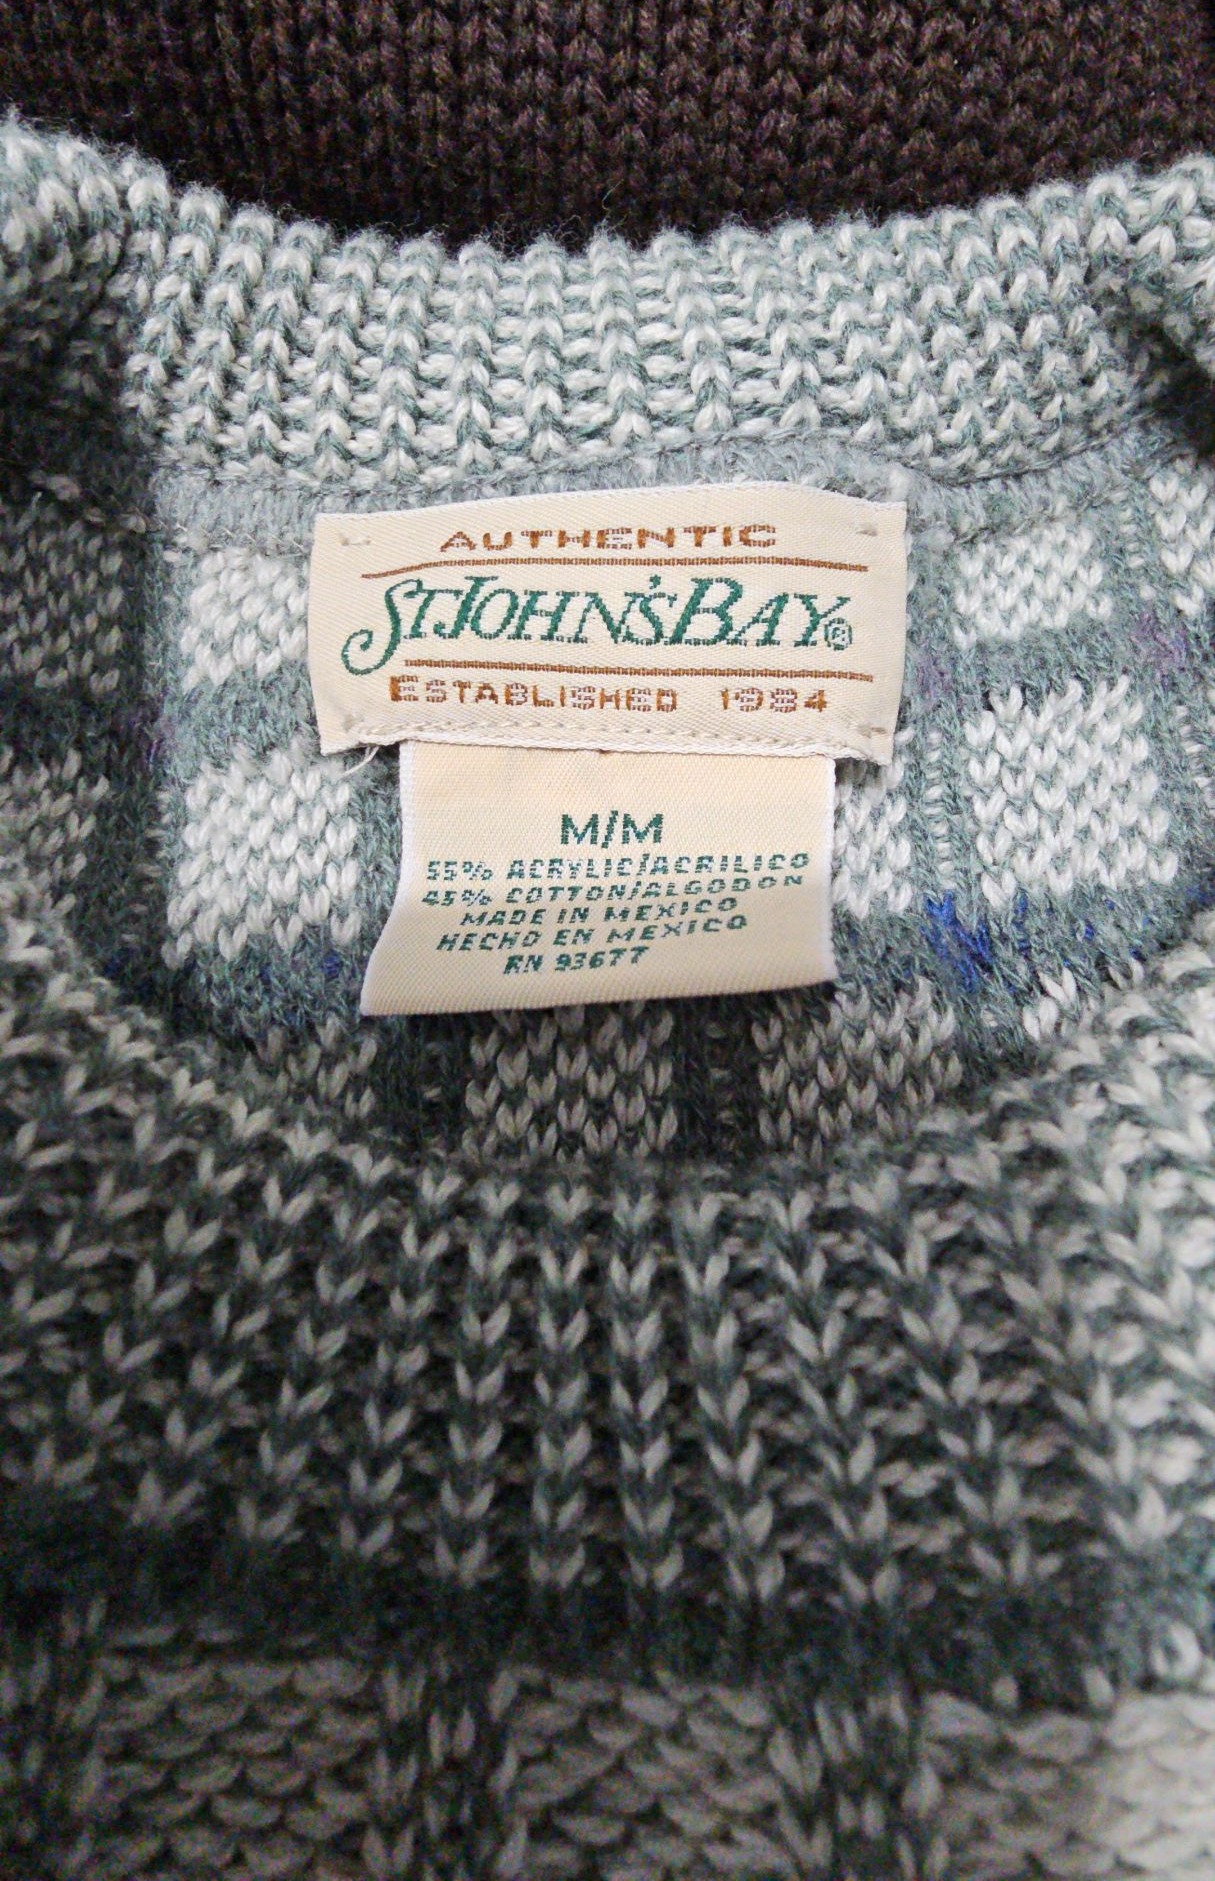 AUTHENTIC
ST JOHN'S BAY®
ESTABLISHED 1984
M/M
55% ACRYLIC/ACRILICO
45% COTTON/ALGODON
MADE IN MEXICO
HECHO EN MEXICO
RN 93677